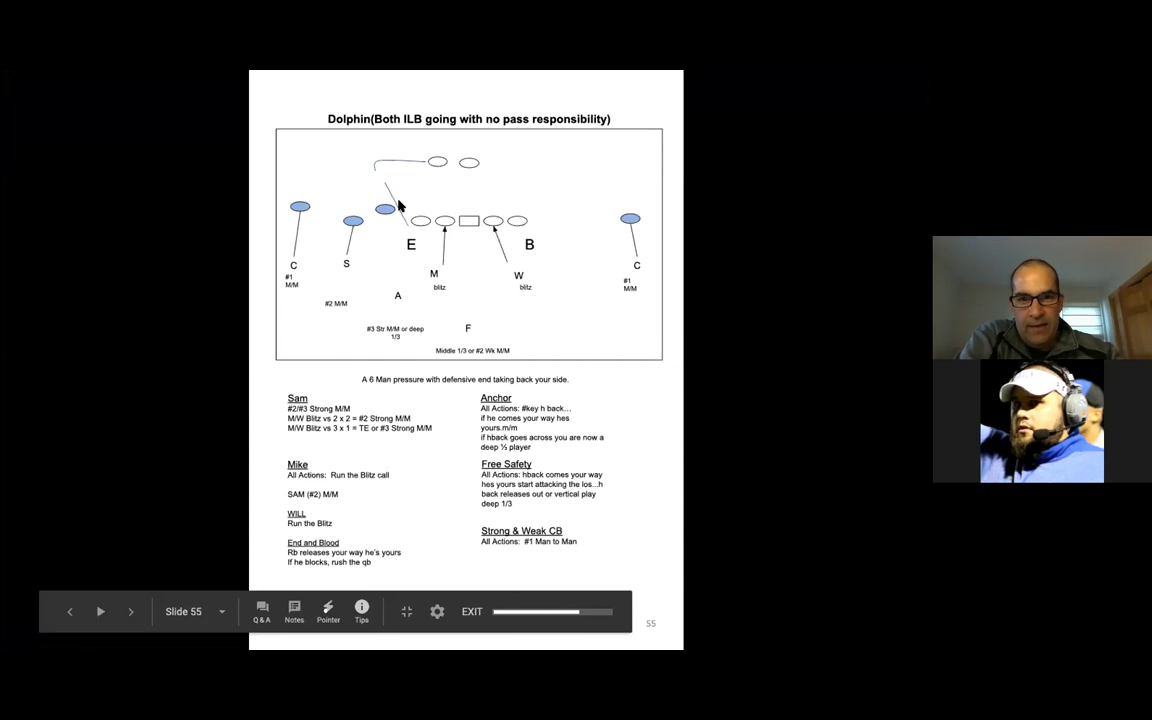 Dolphin(Both ILB going with no pass responsibility)
E
B
C
S
C
#1
M/M
M
W
#1
M/M
blitz
blitz
A
#2 M/M
#3 Str M/M or deep
1/3
F
Middle 1/3 or #2 Wk M/M
A 6 Man pressure with defensive end taking back your side.
Sam
#2/#3 Strong M/M
M/W Blitz vs 2 x 2 = #2 Strong M/M
M/W Blitz vs 3 x 1 = TE or #3 Strong M/M
Mike
All Actions: Run the Blitz call
SAM (#2) M/M
WILL
Run the Blitz
End and Blood
Rb releases your way he's yours
If he blocks, rush the qb
Anchor
All Actions: #key h back...
if he comes your way hes
yours.m/m
if hback goes across you are now a
deep ⅓ player
Free Safety
All Actions: hback comes your way
hes yours start attacking the los...h
back releases out or vertical play
deep 1/3
Strong & Weak CB
All Actions: #1 Man to Man
Slide 55
Q & A
Notes
Pointer
Tips
EXIT
55